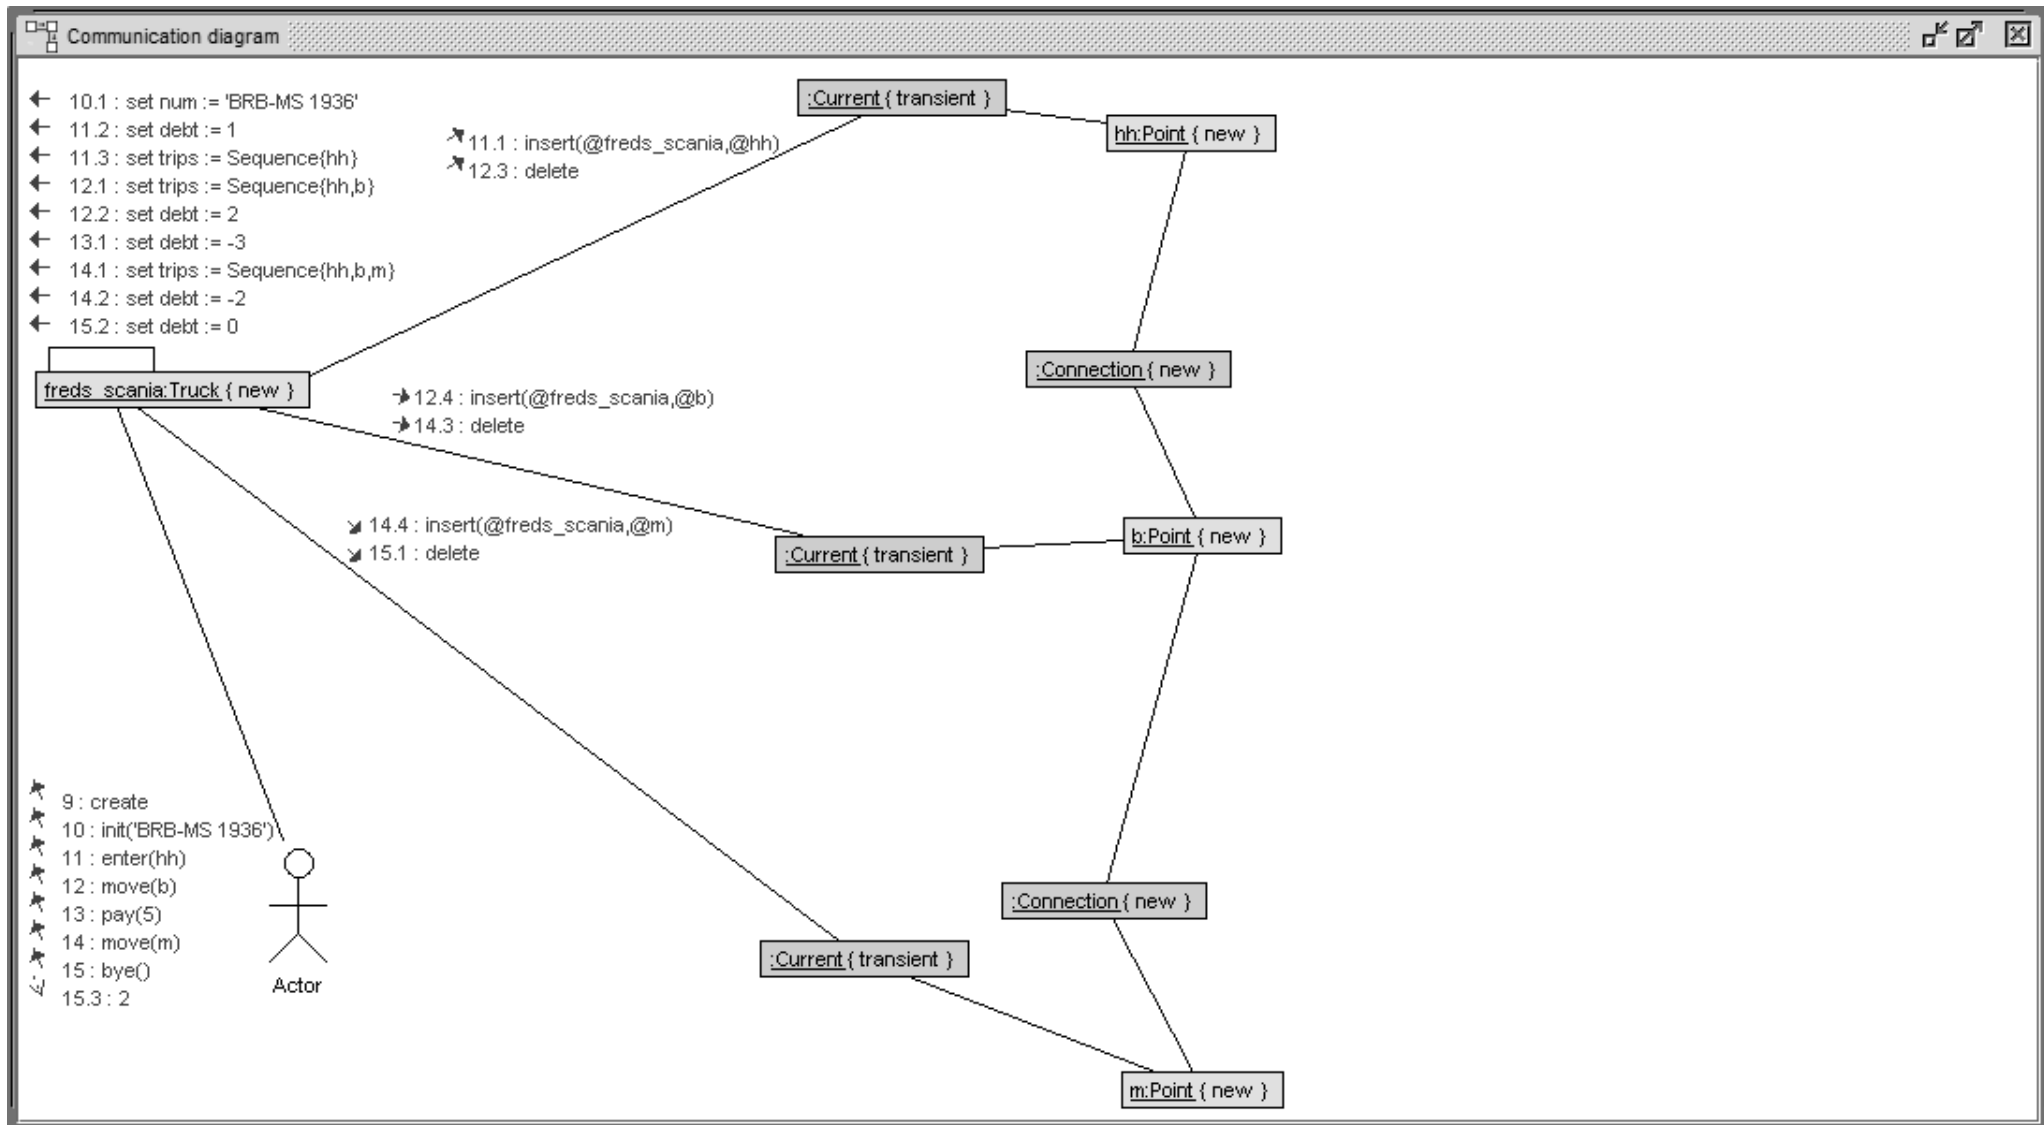 Communication diagram
10.1 : set num := 'BRB-MS 1936'
11.2 : set debt := 1
11.3 : set trips := Sequence{hh}
12.1 : set trips := Sequence{hh,b}
12.2 : set debt := 2
13.1 : set debt := -3
14.1 : set trips := Sequence{hh,b,m}
14.2 : set debt := -2
15.2 : set debt := 0
freds_scania:Truck { new }
11.1 : insert(@freds_scania,@hh)
12.3 : delete
:Current { transient }
hh:Point { new }
:Connection { new }
12.4 : insert(@freds_scania,@b)
14.3 : delete
14.4 : insert(@freds_scania,@m)
15.1 : delete
:Current { transient }
b:Point { new }
9 : create
10 : init('BRB-MS 1936')
11 : enter(hh)
12 : move(b)
13 : pay(5)
14 : move(m)
15 : bye()
15.3 : 2
Actor
:Connection { new }
:Current { transient }
m:Point { new }